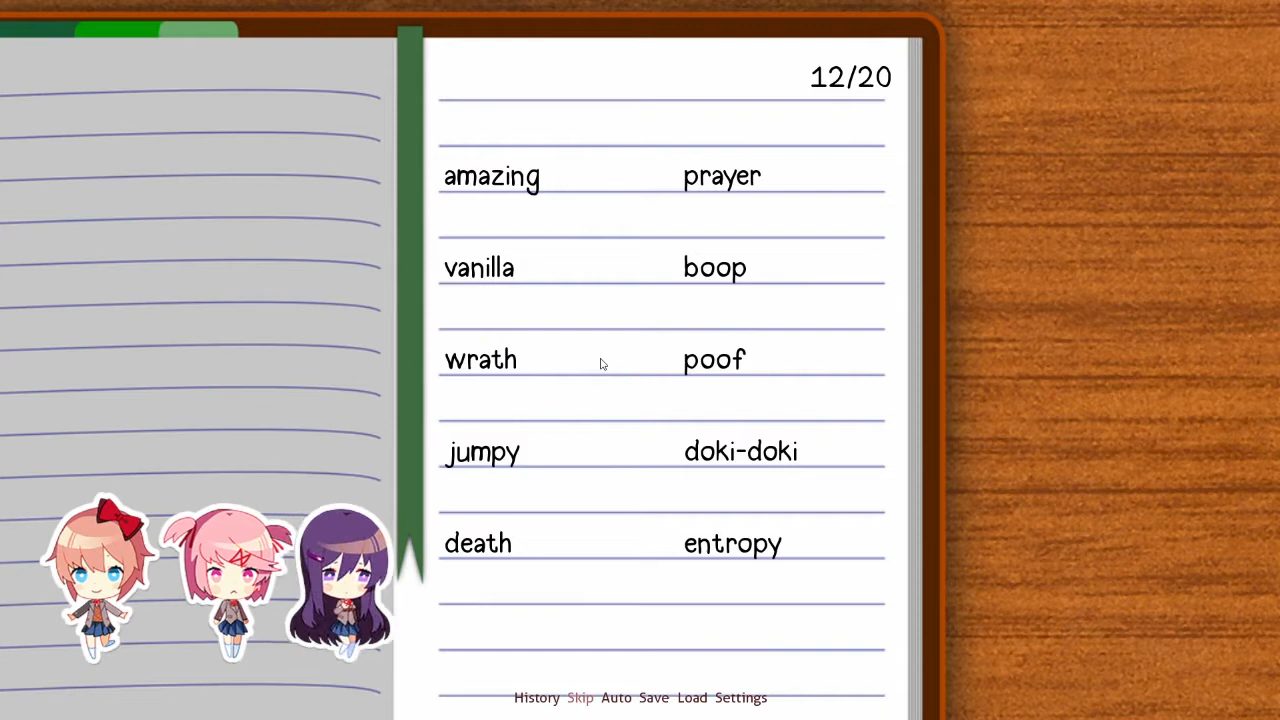 12/20
amazing prayer
vanilla boop
wrath poof
jumpy doki-doki
death entropy
History Skip Auto Save Load Settings